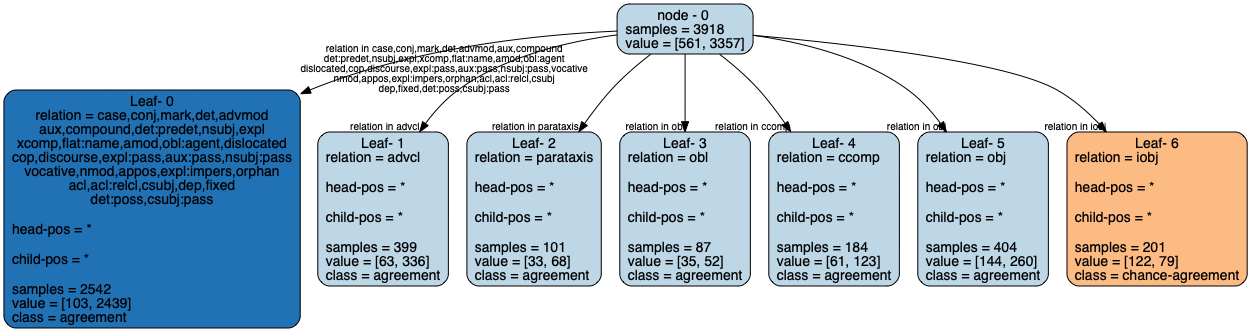 node - 0
samples = 3918
value = [561, 3357]
relation in case,conj,mark,det,advmod,aux,compound
det:predet,nsubj,expl,xcomp,flat:name,amod,obl:agent
dislocated,cop,discourse,expl:pass,aux:pass,nsubj:pass,vocative
nmod,appos,expl:impers,orphan,acl,acl:relcl,csubj
dep,fixed,det:poss,csubj:pass
relation in advcl
relation in parataxis
relation in obl
relation in ccomp
relation in obj
relation in iobj
Leaf- 0
relation = case,conj,mark,det,advmod
aux,compound,det:predet,nsubj,expl
xcomp,flat:name,amod,obl:agent,dislocated
cop,discourse,expl:pass,aux:pass,nsubj:pass
vocative,nmod,appos,expl:impers,orphan
acl,acl:relcl,csubj,dep,fixed
det:poss,csubj:pass
head-pos = *
child-pos = *
samples = 2542
value = [103, 2439]
class = agreement
Leaf- 1
relation = advcl
head-pos = *
child-pos = *
samples = 399
value = [63, 336]
class = agreement
Leaf- 2
relation = parataxis
head-pos = *
child-pos = *
samples = 101
value = [33, 68]
class = agreement
Leaf- 3
relation = obl
head-pos = *
child-pos = *
samples = 87
value = [35, 52]
class = agreement
Leaf- 4
relation = ccomp
head-pos = *
child-pos = *
samples = 184
value = [61, 123]
class = agreement
Leaf- 5
relation = obj
head-pos = *
child-pos = *
samples = 404
value = [144, 260]
class = agreement
Leaf- 6
relation = iobj
head-pos = *
child-pos = *
samples = 201
value = [122, 79]
class = chance-agreement